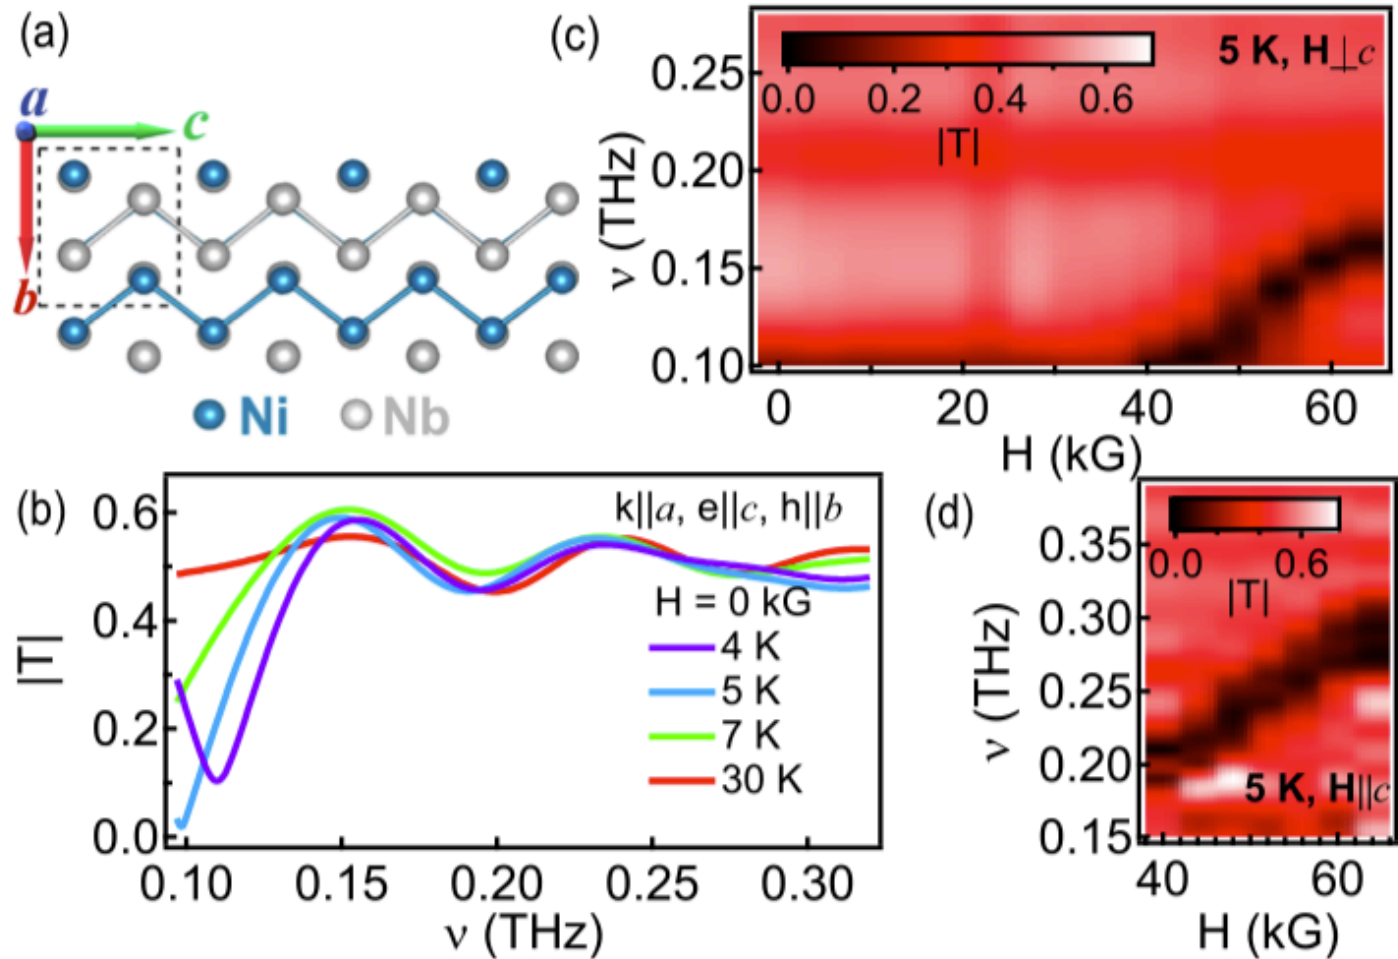 (a)
a
c
b
Ni
Nb
(c)
5 K, H⊥c
0.0 0.2 0.4 0.6
|T|
0.25
0.20
0.15
0.10
ν (THz)
0 20 40 60
H (kG)
(b)
k||a, e||c, h||b
H = 0 kG
4 K
5 K
7 K
30 K
0.6
0.4
0.2
0.0
|T|
0.10 0.15 0.20 0.25 0.30
ν (THz)
(d)
0.0 0.6
|T|
5 K, H||c
0.35
0.30
0.25
0.20
0.15
ν (THz)
40 60
H (kG)